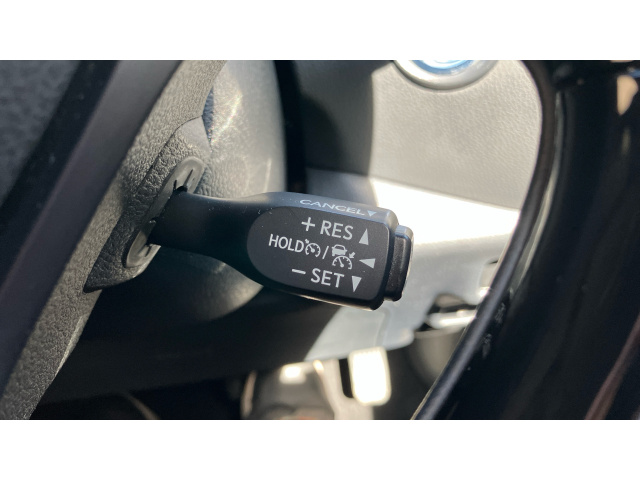 CANCEL
+ RES ▲
HOLD / ◀
− SET ▼